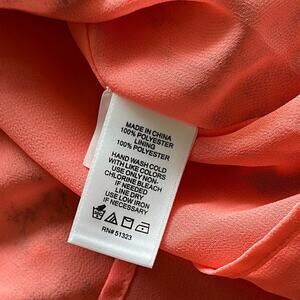 MADE IN CHINA
100% POLYESTER
LINING
100% POLYESTER
HAND WASH COLD
WITH LIKE COLORS
USE ONLY NON-
CHLORINE BLEACH
IF NEEDED
LINE DRY
USE LOW IRON
IF NEEDED
RN# 51323